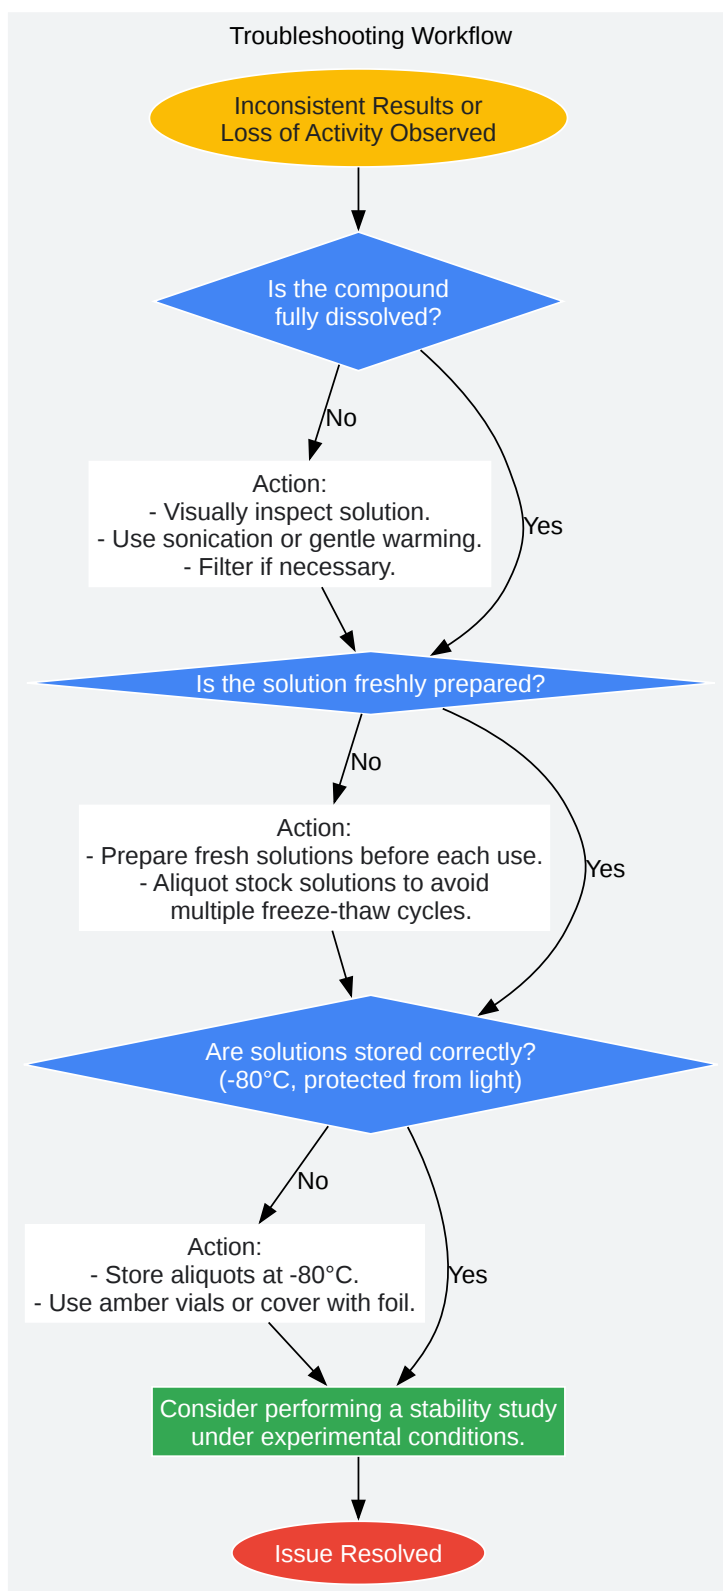 Troubleshooting Workflow
Inconsistent Results or
Loss of Activity Observed
Is the compound
fully dissolved?
No
Action:
- Visually inspect solution.
- Use sonication or gentle warming.
- Filter if necessary.
Yes
Is the solution freshly prepared?
No
Action:
- Prepare fresh solutions before each use.
- Aliquot stock solutions to avoid
multiple freeze-thaw cycles.
Yes
Are solutions stored correctly?
(-80°C, protected from light)
No
Action:
- Store aliquots at -80°C.
- Use amber vials or cover with foil.
Yes
Consider performing a stability study
under experimental conditions.
Issue Resolved